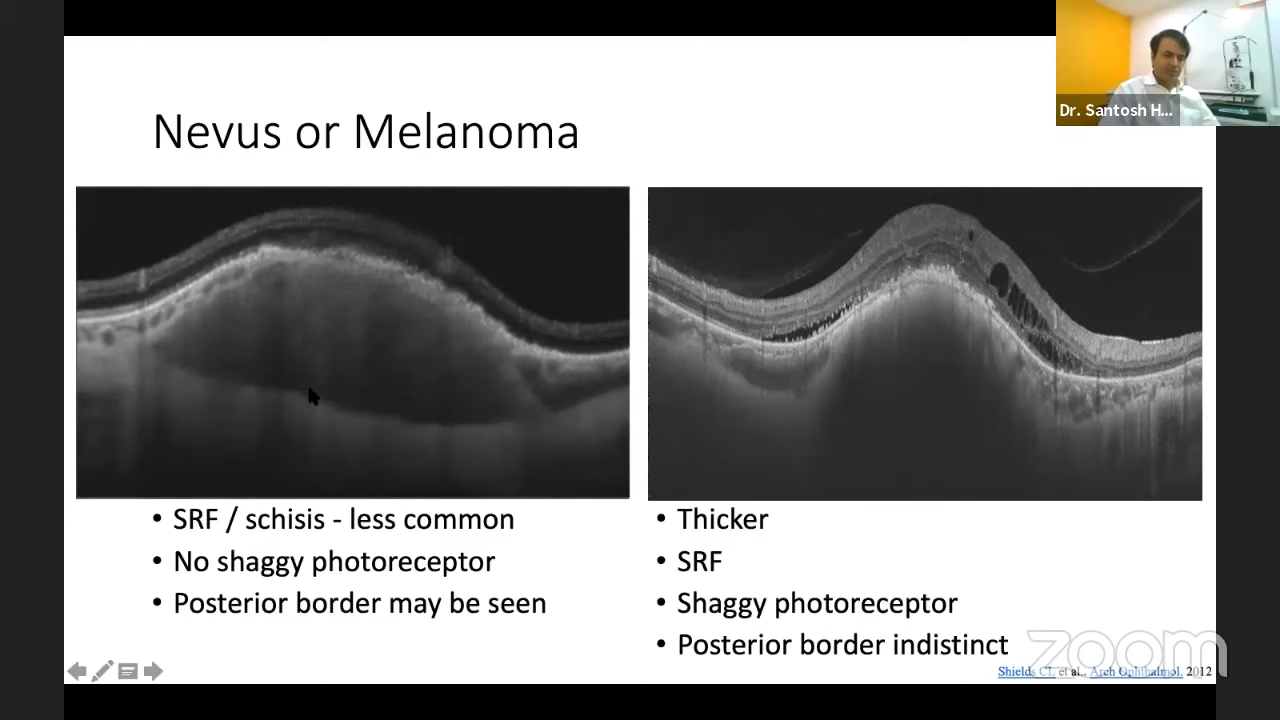 Dr. Santosh H...
Nevus or Melanoma
• SRF / schisis - less common
• No shaggy photoreceptor
• Posterior border may be seen
• Thicker
• SRF
• Shaggy photoreceptor
• Posterior border indistinct
zoom
Shields CL et al., Arch Ophthalmol. 2012